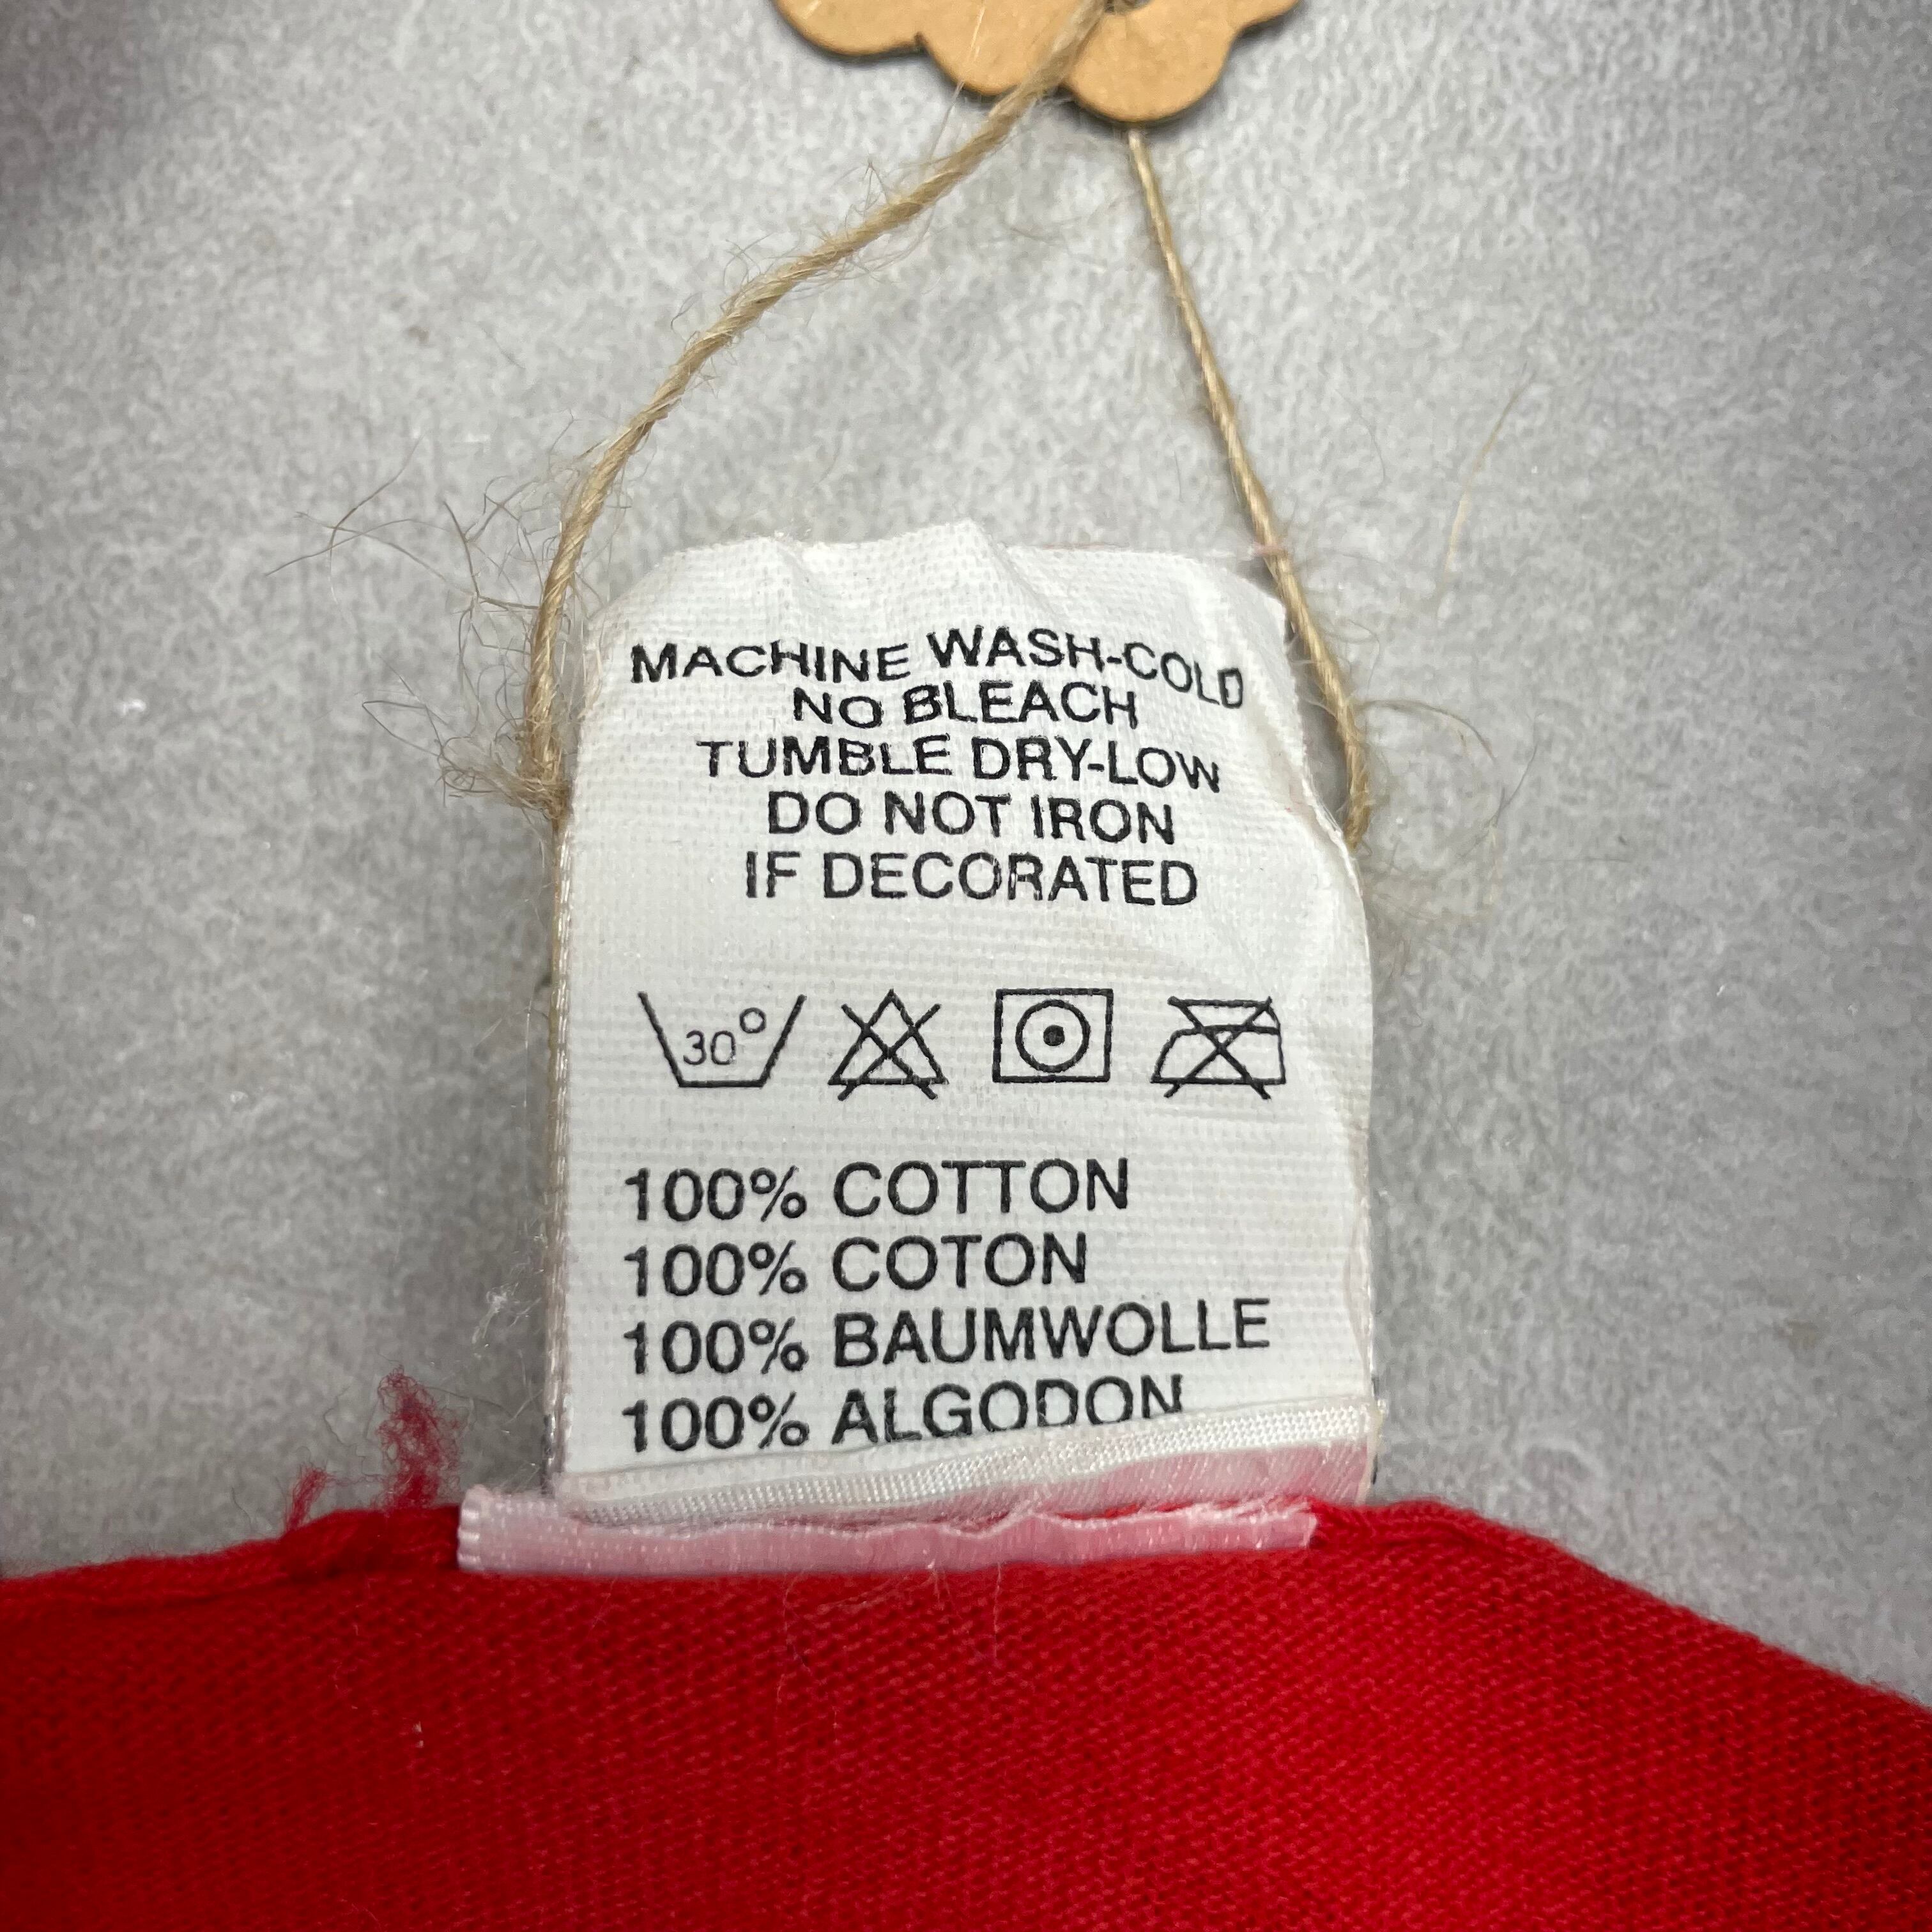 MACHINE WASH-COLD
NO BLEACH
TUMBLE DRY-LOW
DO NOT IRON
IF DECORATED
30°
100% COTTON
100% COTON
100% BAUMWOLLE
100% ALGODON